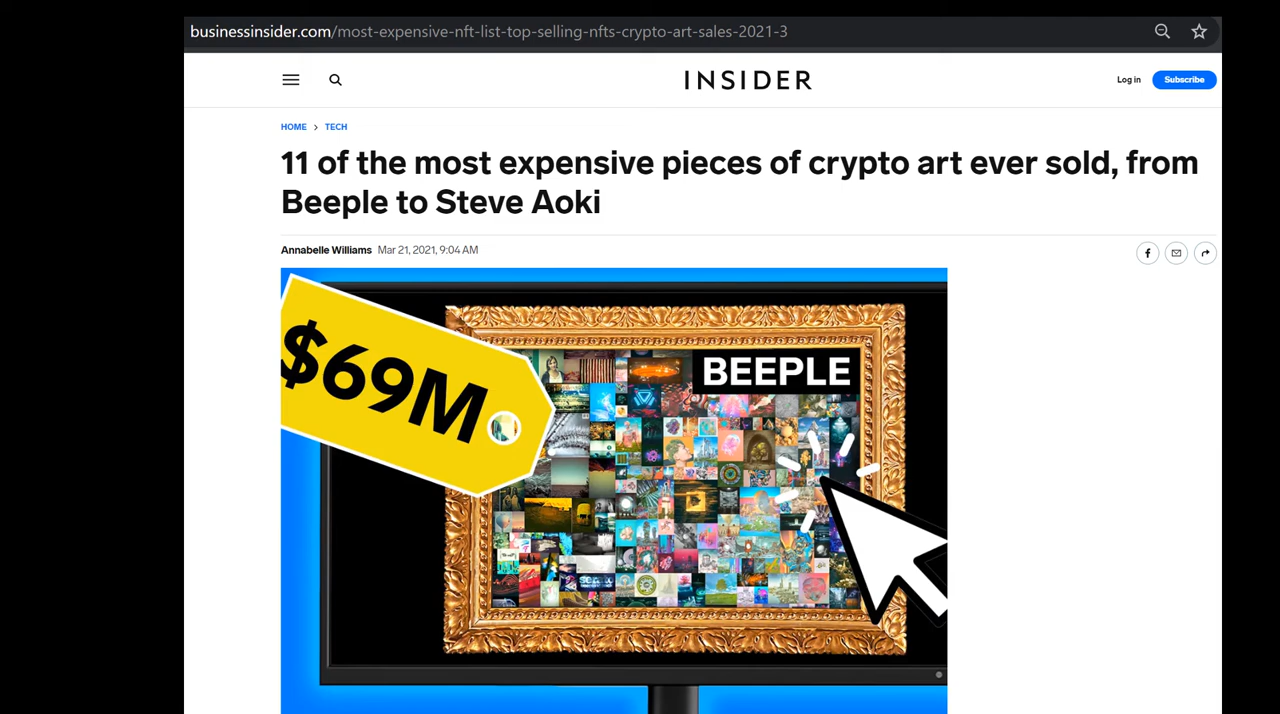 businessinsider.com/most-expensive-nft-list-top-selling-nfts-crypto-art-sales-2021-3
INSIDER
Log in
Subscribe
HOME > TECH
11 of the most expensive pieces of crypto art ever sold, from
Beeple to Steve Aoki
Annabelle Williams Mar 21, 2021, 9:04 AM
$69M
BEEPLE